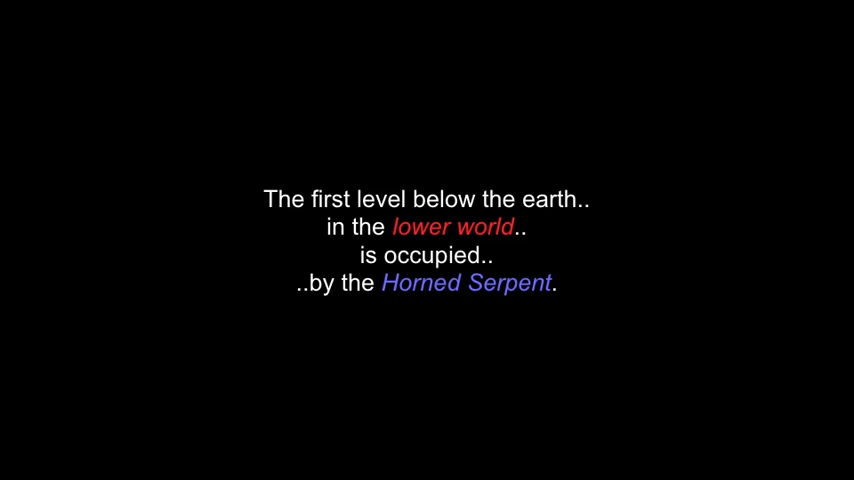 The first level below the earth..
in the lower world..
is occupied..
..by the Horned Serpent.